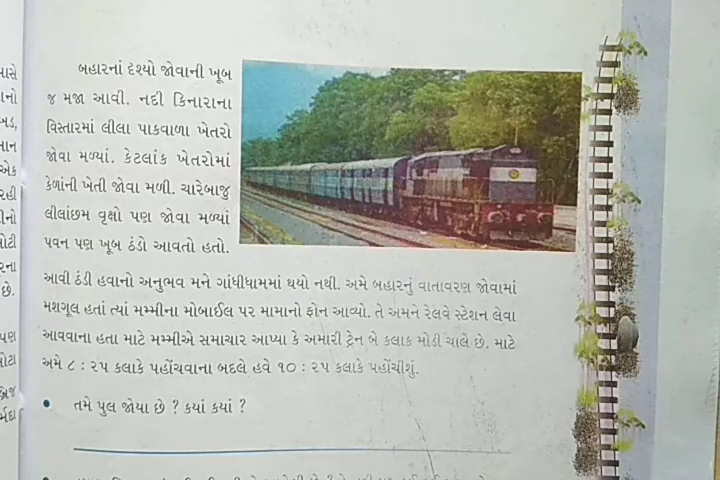 બહારનાં દૃશ્યો જોવાની ખૂબ
જ મજા આવી. નદી કિનારાના
વિસ્તારમાં લીલા પાકવાળા ખેતરો
જોવા મળ્યાં. કેટલાંક ખેતરોમાં
કેળાંની ખેતી જોવા મળી. ચારેબાજુ
લીલાંછમ વૃક્ષો પણ જોવા મળ્યાં
પવન પણ ખૂબ ઠંડો આવતો હતો.
આવી ઠંડી હવાનો અનુભવ મને ગાંધીધામમાં થયો નથી. અમે બહારનું વાતાવરણ જોવામાં
મશગૂલ હતાં ત્યાં મમ્મીના મોબાઈલ પર મામાનો ફોન આવ્યો. તે અમને રેલવે સ્ટેશન લેવા
આવવાના હતા માટે મમ્મીએ સમાચાર આપ્યા કે અમારી ટ્રેન બે કલાક મોડી ચાલે છે. માટે
અમે ૮ : ૨૫ કલાકે પહોંચવાના બદલે હવે ૧૦ : ૨૫ કલાકે પહોંચીશું.
• તમે પુલ જોયા છે ? કયાં કયાં ?